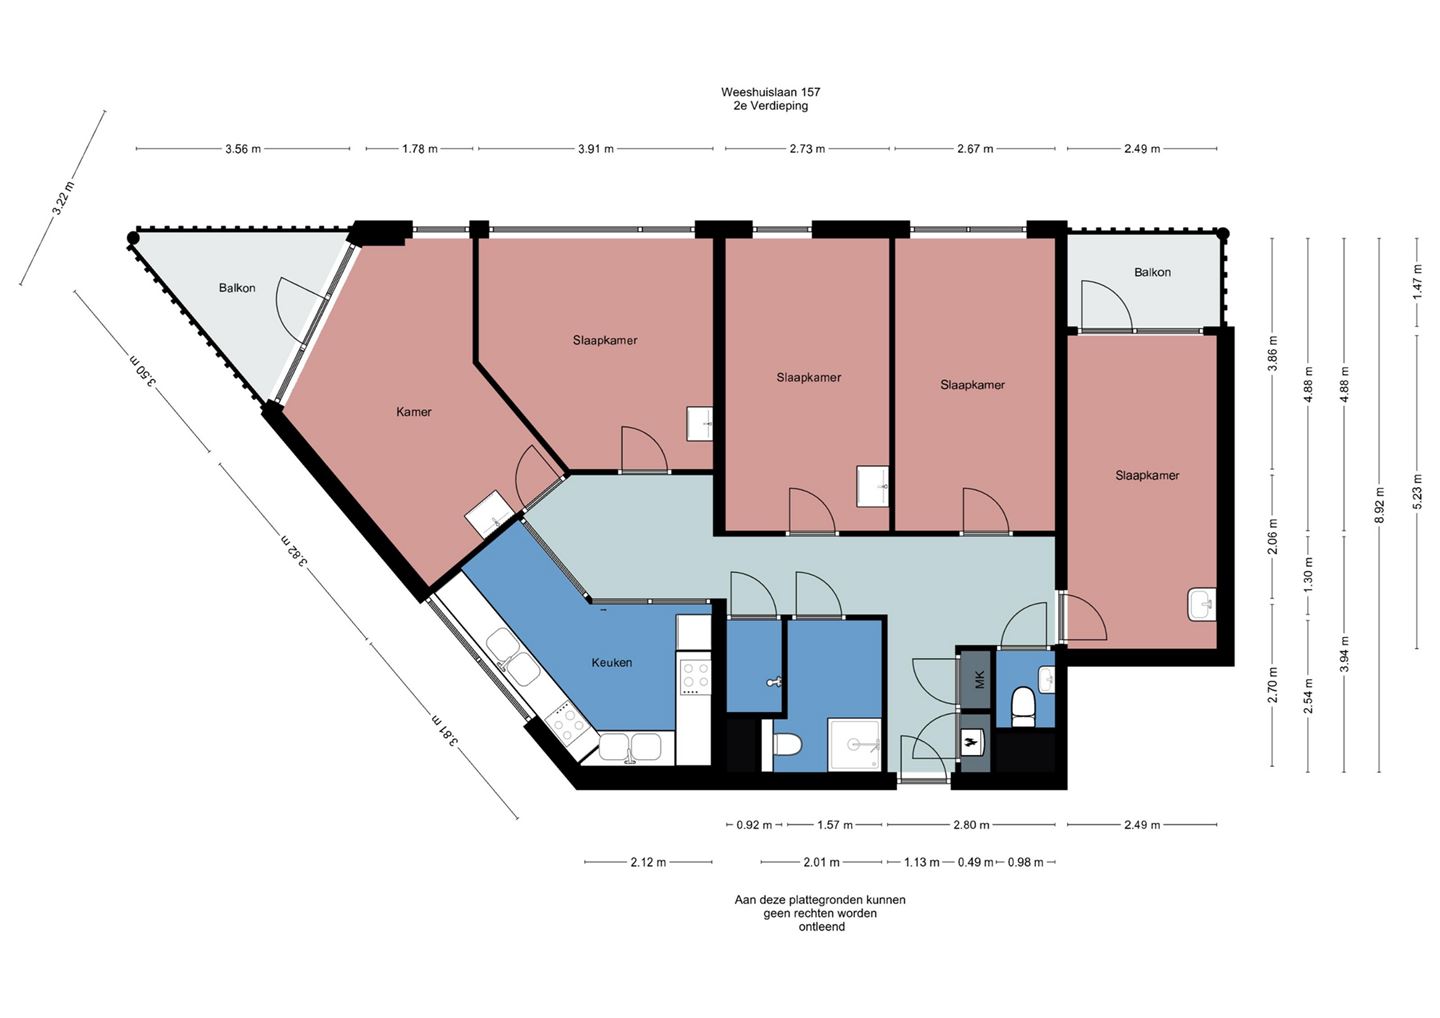 Weeshuislaan 157
2e Verdieping
3.56 m
1.78 m
3.91 m
2.73 m
2.67 m
2.49 m
3.22 m
Balkon
Balkon
Slaapkamer
Slaapkamer
Slaapkamer
Kamer
Slaapkamer
Keuken
MK
3.50 m
3.82 m
3.81 m
3.86 m
2.06 m
2.70 m
4.88 m
1.30 m
2.54 m
4.88 m
3.94 m
8.92 m
1.47 m
5.23 m
0.92 m
1.57 m
2.80 m
2.49 m
2.12 m
2.01 m
1.13 m
0.49 m
0.98 m
Aan deze plattegronden kunnen
geen rechten worden
ontleend